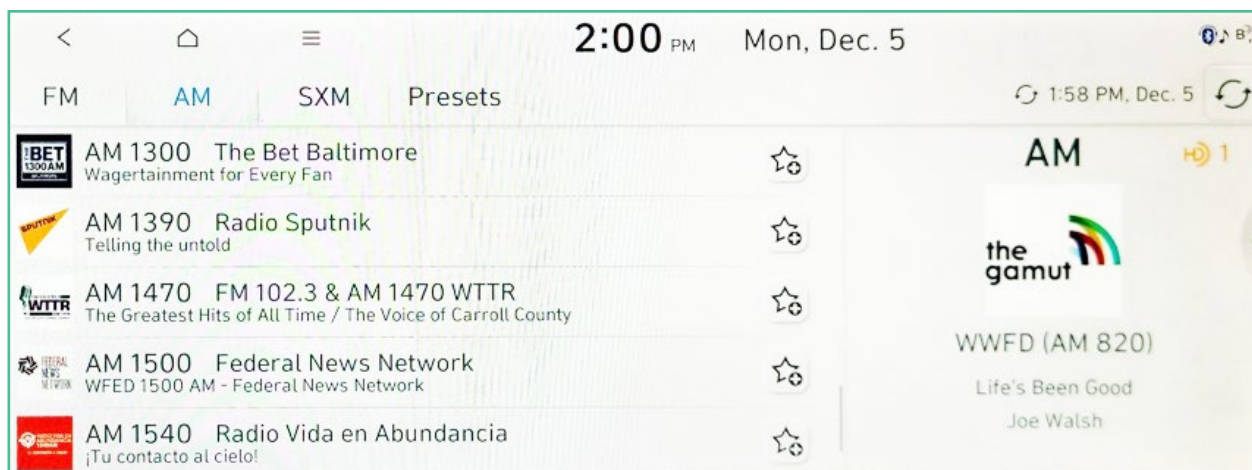 2:00 PM Mon, Dec. 5
FM AM SXM Presets
1:58 PM, Dec. 5
BET
1300AM
AM 1300 The Bet Baltimore
Wagertainment for Every Fan
SPUTNIK
AM 1390 Radio Sputnik
Telling the untold
WTTR
AM 1470 FM 102.3 & AM 1470 WTTR
The Greatest Hits of All Time / The Voice of Carroll County
FEDERAL
NEWS
NETWORK
AM 1500 Federal News Network
WFED 1500 AM - Federal News Network
AM 1540 Radio Vida en Abundancia
¡Tu contacto al cielo!
AM
HD 1
the
gamut
WWFD (AM 820)
Life's Been Good
Joe Walsh